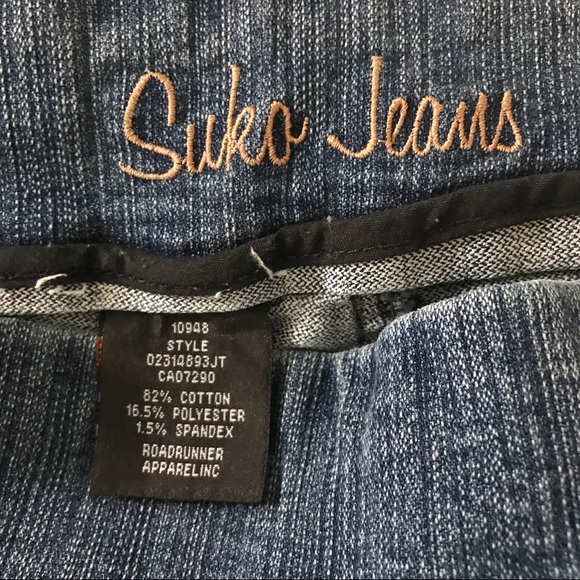 Suko Jeans
10948
STYLE
02314893JT
CA07290
82% COTTON
16.5% POLYESTER
1.5% SPANDEX
ROADRUNNER
APPARELINC